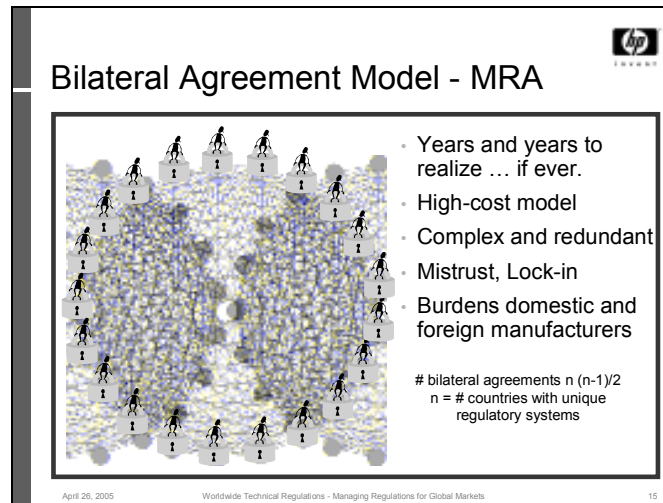 hp
invent
Bilateral Agreement Model - MRA
• Years and years to
realize … if ever.
• High-cost model
• Complex and redundant
• Mistrust, Lock-in
• Burdens domestic and
foreign manufacturers
# bilateral agreements n (n-1)/2
n = # countries with unique
regulatory systems
April 26, 2005 Worldwide Technical Regulations - Managing Regulations for Global Markets 15